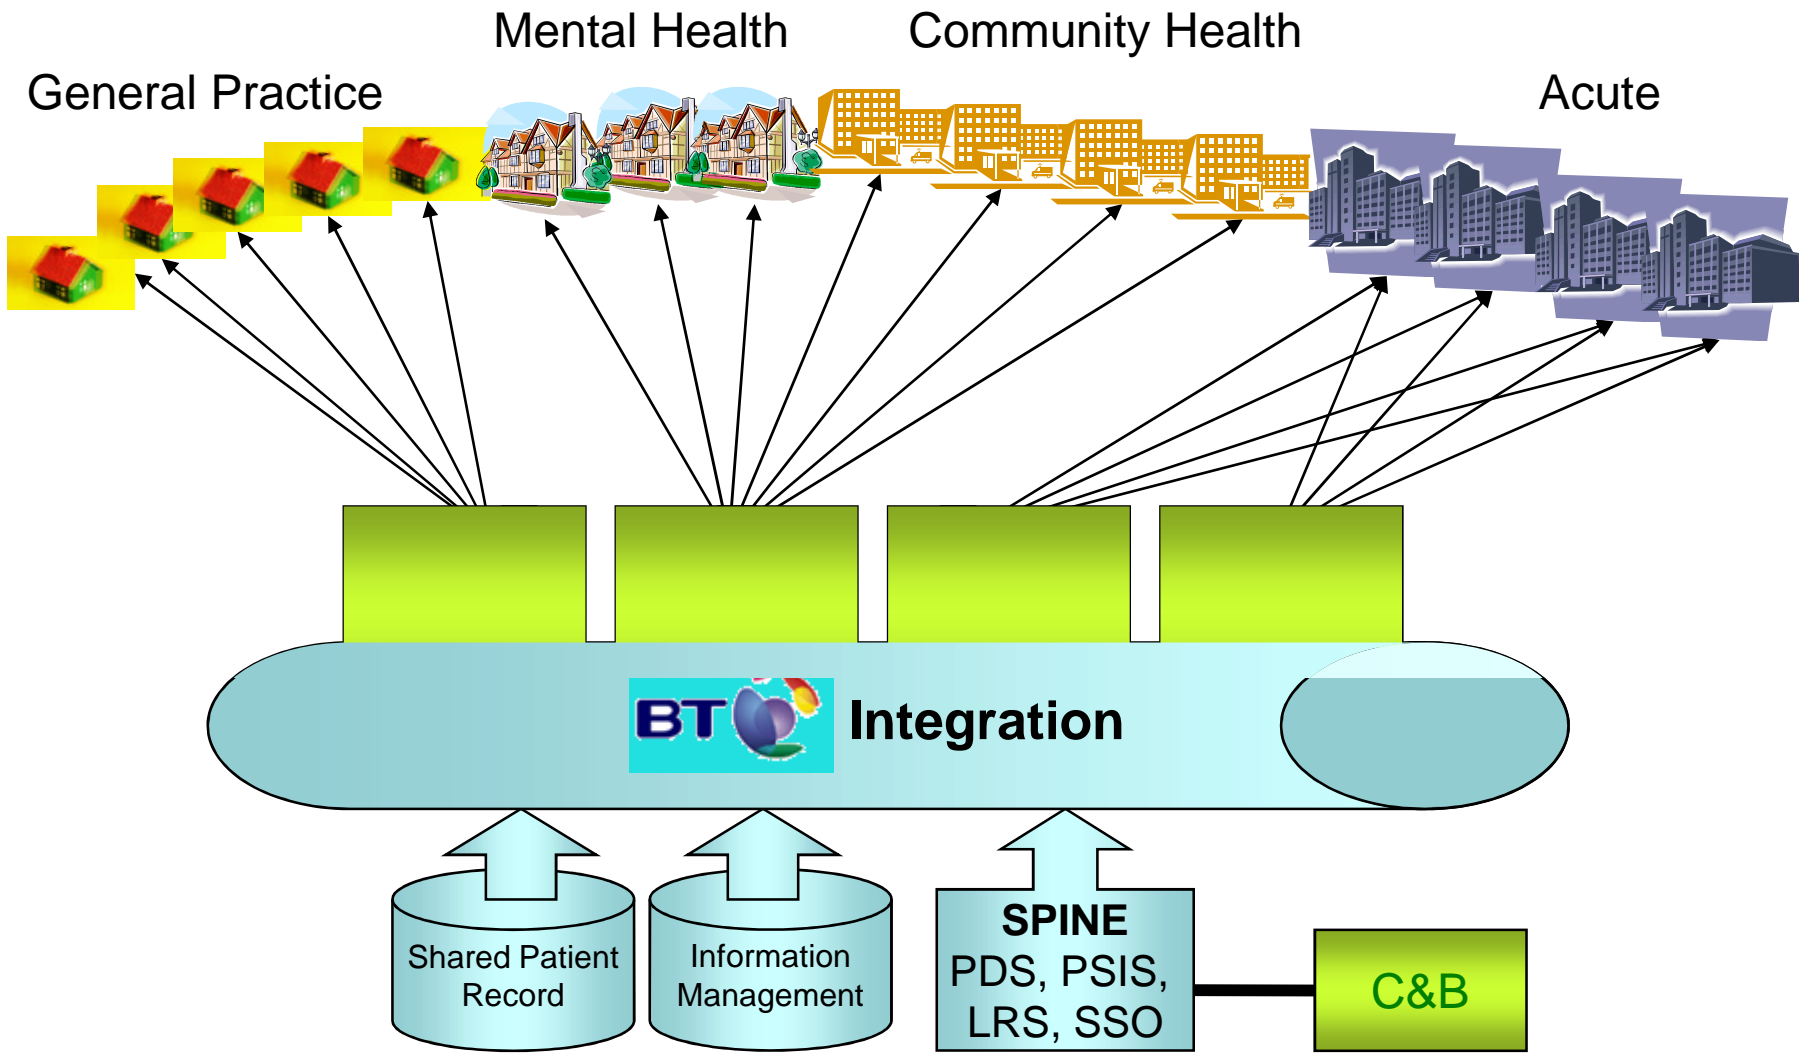 Mental Health
Community Health
General Practice
Acute
BT
Integration
Shared Patient
Record
Information
Management
SPINE
PDS, PSIS,
LRS, SSO
C&B